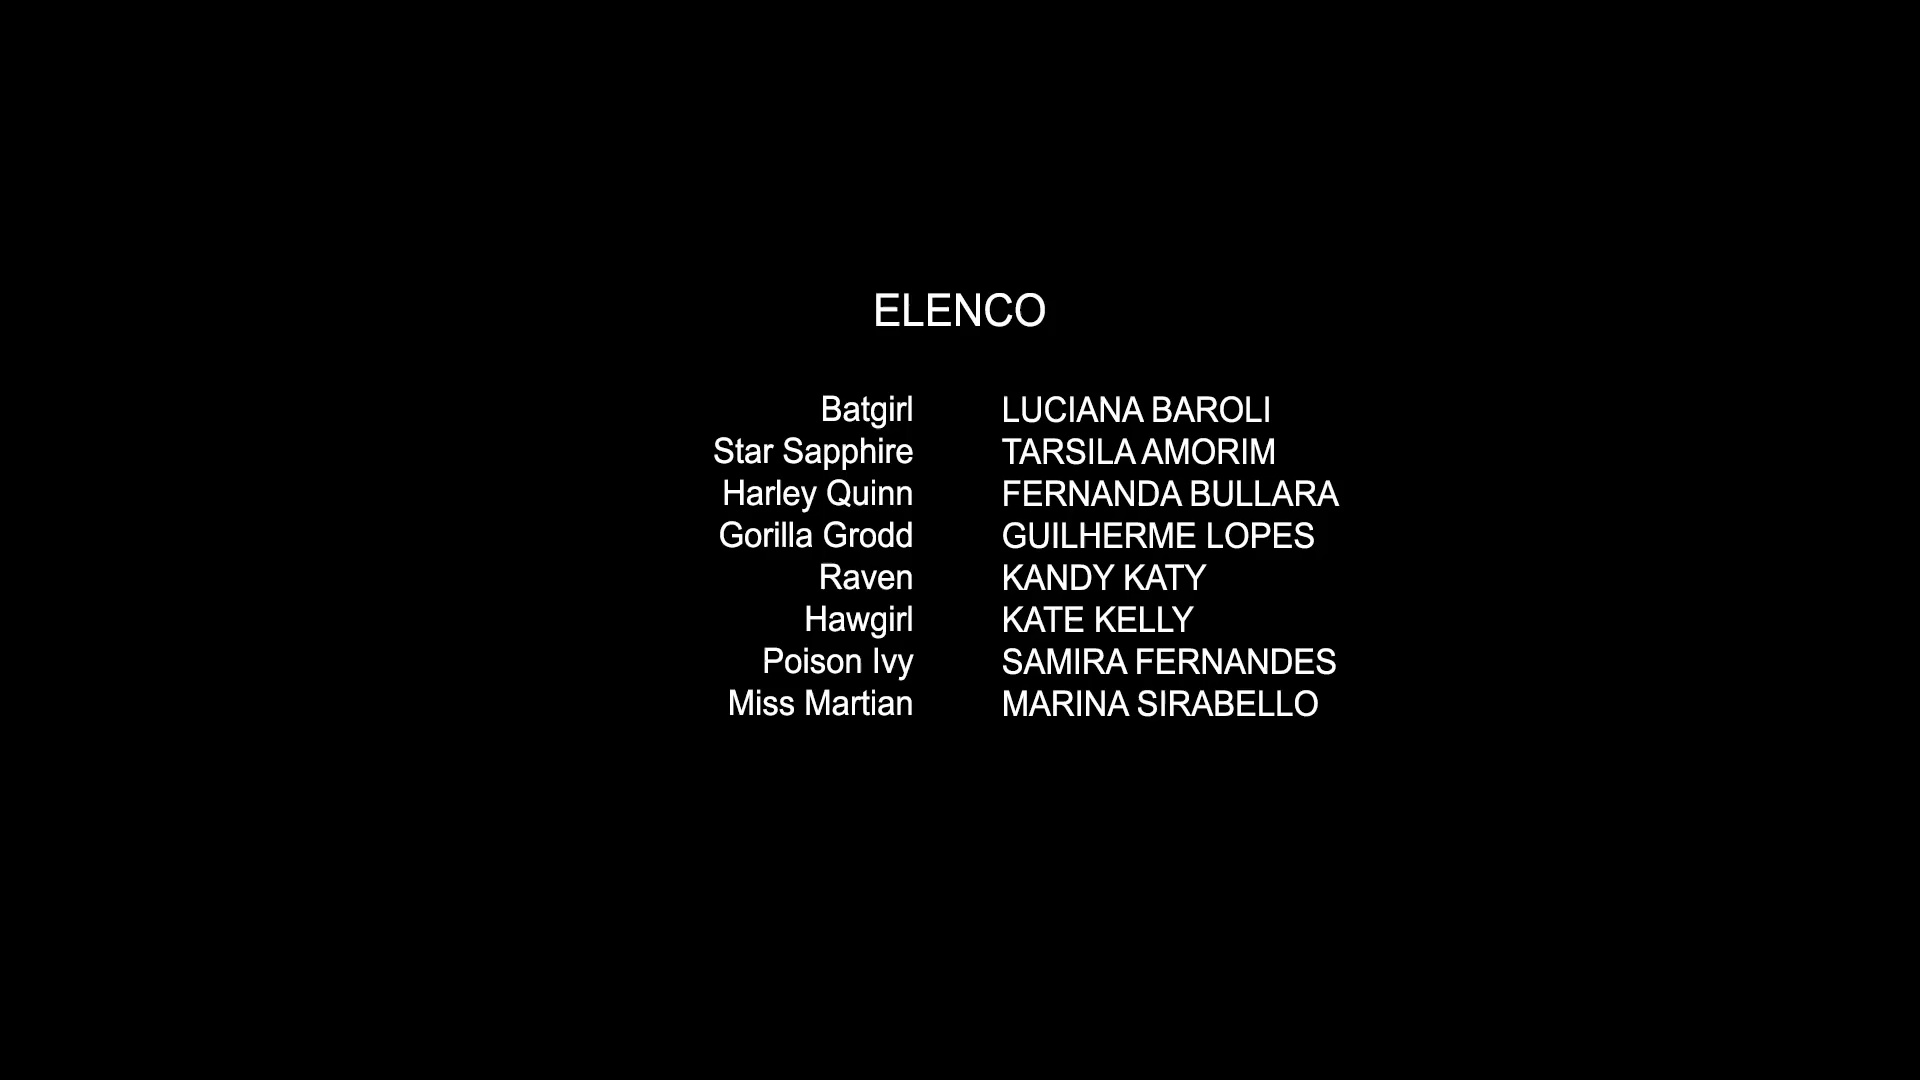 ELENCO
Batgirl LUCIANA BAROLI
Star Sapphire TARSILA AMORIM
Harley Quinn FERNANDA BULLARA
Gorilla Grodd GUILHERME LOPES
Raven KANDY KATY
Hawgirl KATE KELLY
Poison Ivy SAMIRA FERNANDES
Miss Martian MARINA SIRABELLO